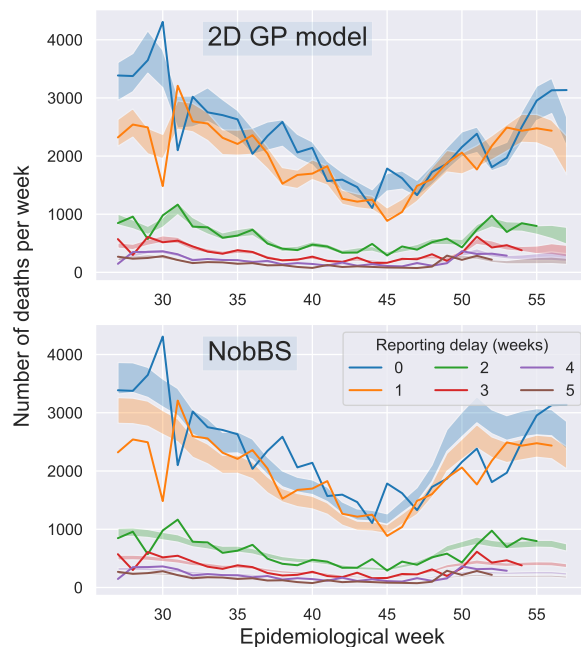 2D GP model
4000
3000
2000
1000
0
30 35 40 45 50 55
Number of deaths per week
NobBS
Reporting delay (weeks)
0 2 4
1 3 5
4000
3000
2000
1000
0
30 35 40 45 50 55
Epidemiological week